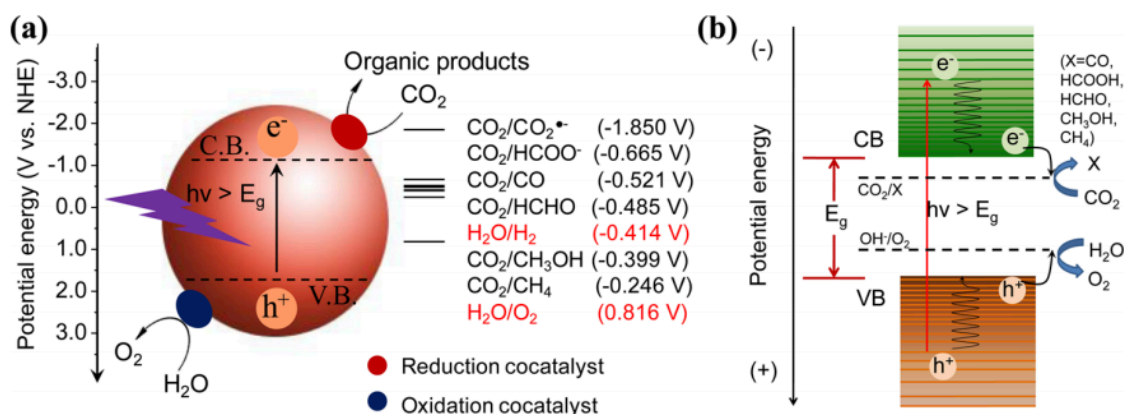 (a)
Potential energy (V vs. NHE)
-3.0
-2.0
-1.0
0.0
1.0
2.0
3.0
Organic products
CO₂
e⁻
C.B.
hν > E_g
V.B.
h⁺
O₂
H₂O
CO₂/CO₂•⁻ (-1.850 V)
CO₂/HCOO⁻ (-0.665 V)
CO₂/CO (-0.521 V)
CO₂/HCHO (-0.485 V)
H₂O/H₂ (-0.414 V)
CO₂/CH₃OH (-0.399 V)
CO₂/CH₄ (-0.246 V)
H₂O/O₂ (0.816 V)
Reduction cocatalyst
Oxidation cocatalyst
(b)
Potential energy
(-)
(+)
e⁻
(X=CO,
HCOOH,
HCHO,
CH₃OH,
CH₄)
CB
e⁻
X
CO₂/X
CO₂
E_g
hν > E_g
OH⁻/O₂
H₂O
O₂
VB
h⁺
h⁺